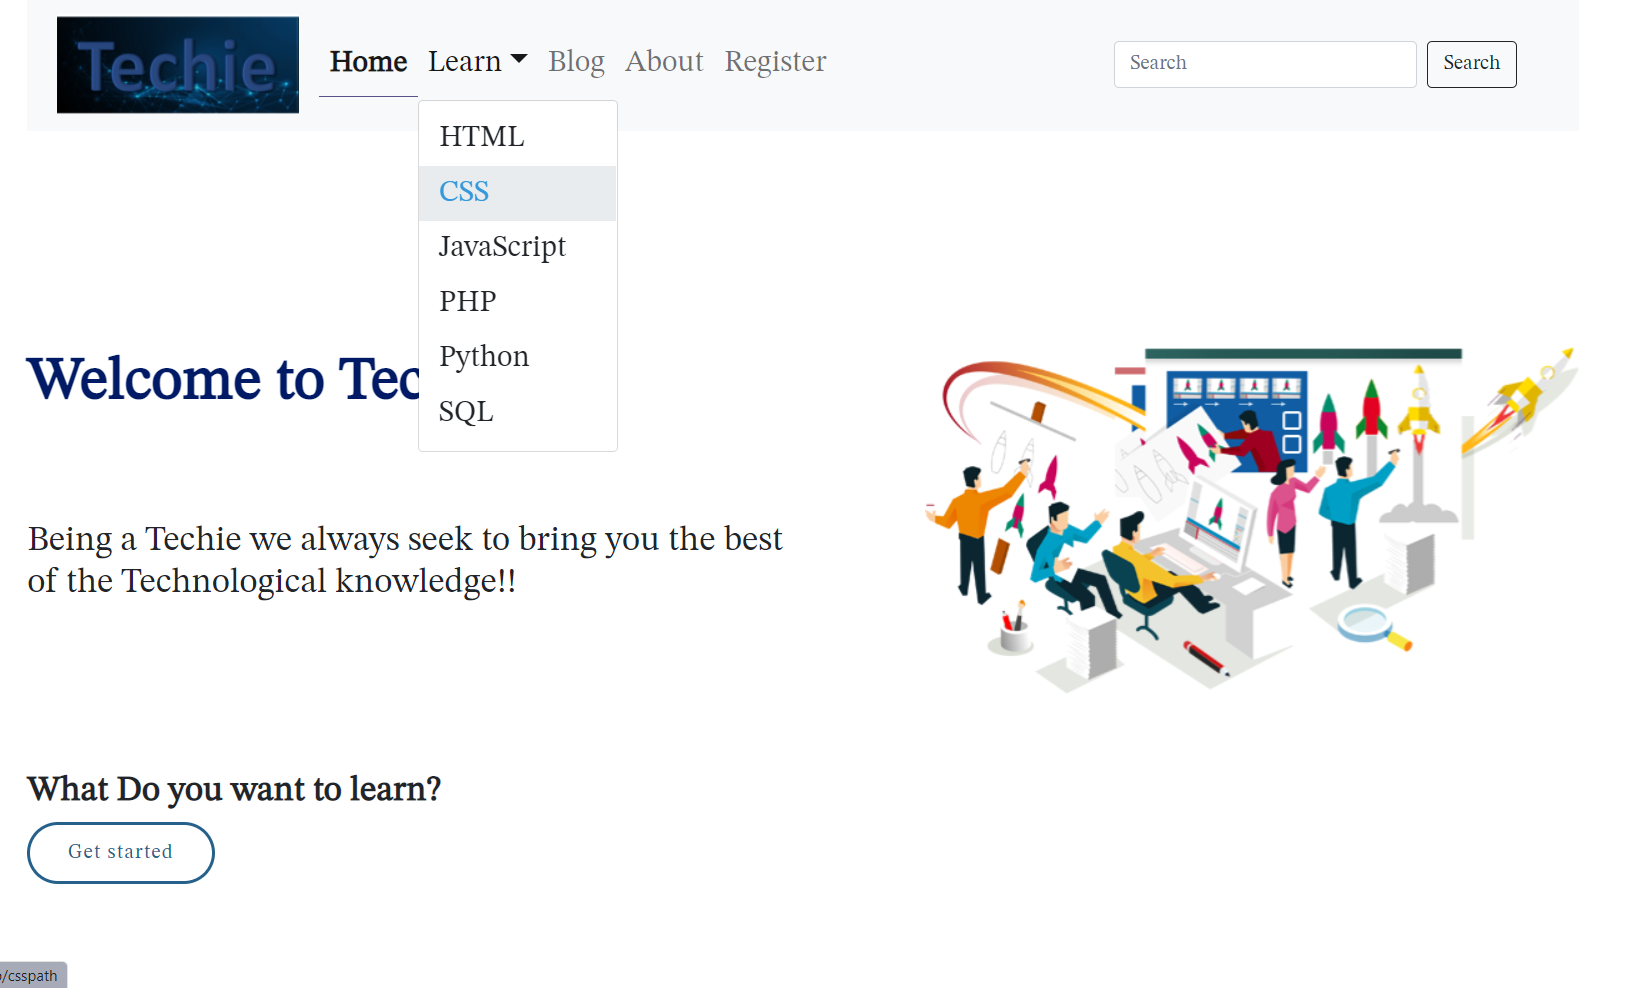 Techie
Home Learn Blog About Register
Search Search
HTML
CSS
JavaScript
PHP
Python
SQL
Welcome to Tec
Being a Techie we always seek to bring you the best
of the Technological knowledge!!
What Do you want to learn?
Get started
/csspath